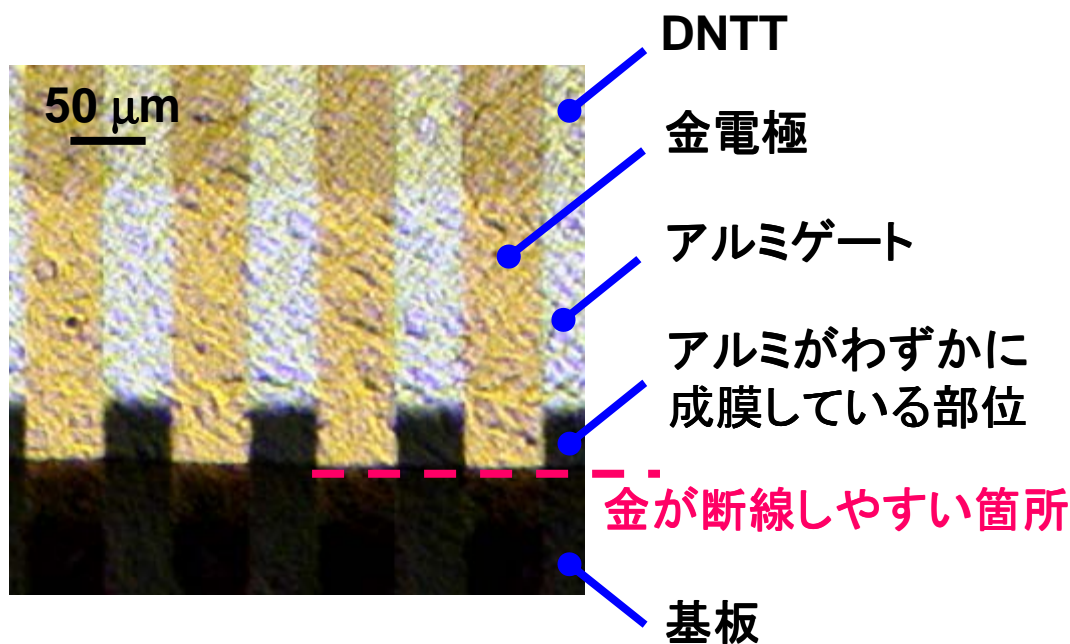 DNTT
50 μm
金電極
アルミゲート
アルミがわずかに
成膜している部位
金が断線しやすい箇所
基板